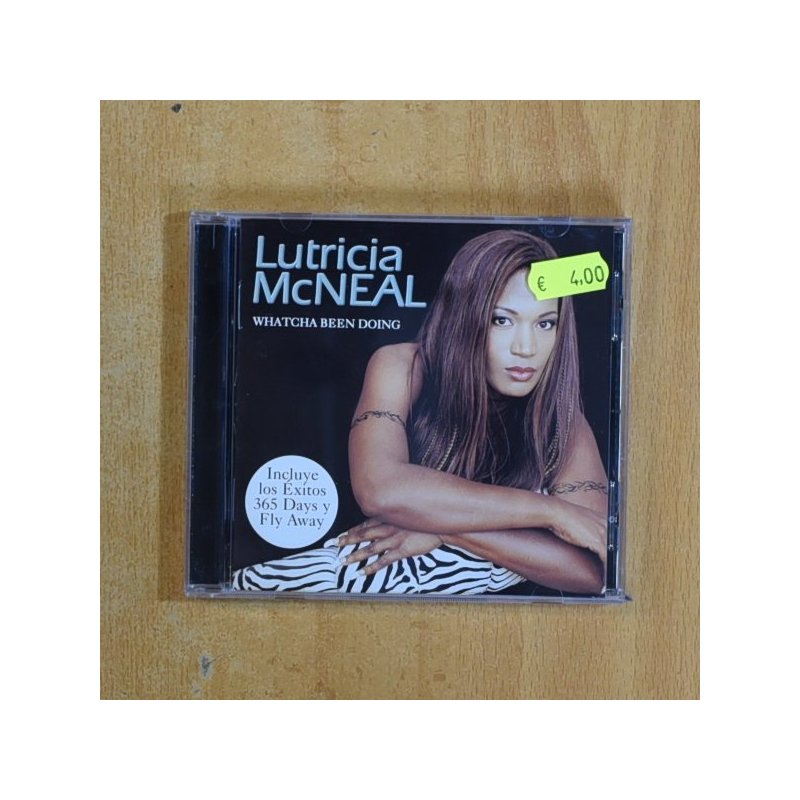 Lutricia
McNEAL
WHATCHA BEEN DOING
€ 4,00
Incluye
los Éxitos
365 Days y
Fly Away